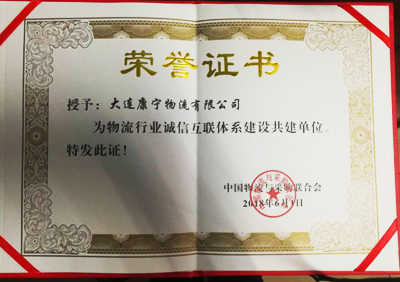 荣誉证书
授予：大连康宁物流有限公司
为物流行业诚信互联体系建设共建单位。
特发此证！
中国物流与采购联合会
2018年6月1日